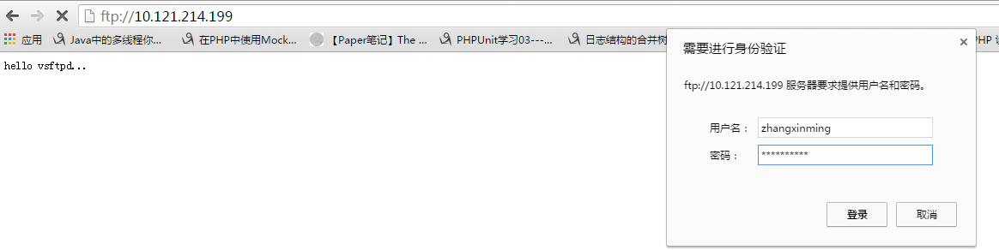 ftp://10.121.214.199
应用 Java中的多线程你... 在PHP中使用Mock... 【Paper笔记】The ... PHPUnit学习03---... 日志结构的合并树 PHP
hello vsftpd...
需要进行身份验证
ftp://10.121.214.199 服务器要求提供用户名和密码。
用户名： zhangxinming
密码： **********
登录 取消